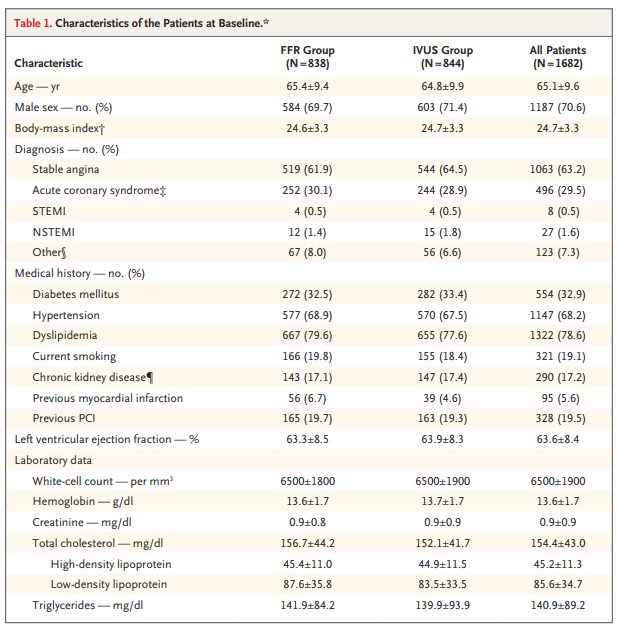 Table 1. Characteristics of the Patients at Baseline.*
Characteristic FFR Group (N=838) IVUS Group (N=844) All Patients (N=1682)
Age — yr 65.4±9.4 64.8±9.9 65.1±9.6
Male sex — no. (%) 584 (69.7) 603 (71.4) 1187 (70.6)
Body-mass index† 24.6±3.3 24.7±3.3 24.7±3.3
Diagnosis — no. (%)
Stable angina 519 (61.9) 544 (64.5) 1063 (63.2)
Acute coronary syndrome‡ 252 (30.1) 244 (28.9) 496 (29.5)
STEMI 4 (0.5) 4 (0.5) 8 (0.5)
NSTEMI 12 (1.4) 15 (1.8) 27 (1.6)
Other§ 67 (8.0) 56 (6.6) 123 (7.3)
Medical history — no. (%)
Diabetes mellitus 272 (32.5) 282 (33.4) 554 (32.9)
Hypertension 577 (68.9) 570 (67.5) 1147 (68.2)
Dyslipidemia 667 (79.6) 655 (77.6) 1322 (78.6)
Current smoking 166 (19.8) 155 (18.4) 321 (19.1)
Chronic kidney disease¶ 143 (17.1) 147 (17.4) 290 (17.2)
Previous myocardial infarction 56 (6.7) 39 (4.6) 95 (5.6)
Previous PCI 165 (19.7) 163 (19.3) 328 (19.5)
Left ventricular ejection fraction — % 63.3±8.5 63.9±8.3 63.6±8.4
Laboratory data
White-cell count — per mm³ 6500±1800 6500±1900 6500±1900
Hemoglobin — g/dl 13.6±1.7 13.7±1.7 13.6±1.7
Creatinine — mg/dl 0.9±0.8 0.9±0.9 0.9±0.9
Total cholesterol — mg/dl 156.7±44.2 152.1±41.7 154.4±43.0
High-density lipoprotein 45.4±11.0 44.9±11.5 45.2±11.3
Low-density lipoprotein 87.6±35.8 83.5±33.5 85.6±34.7
Triglycerides — mg/dl 141.9±84.2 139.9±93.9 140.9±89.2